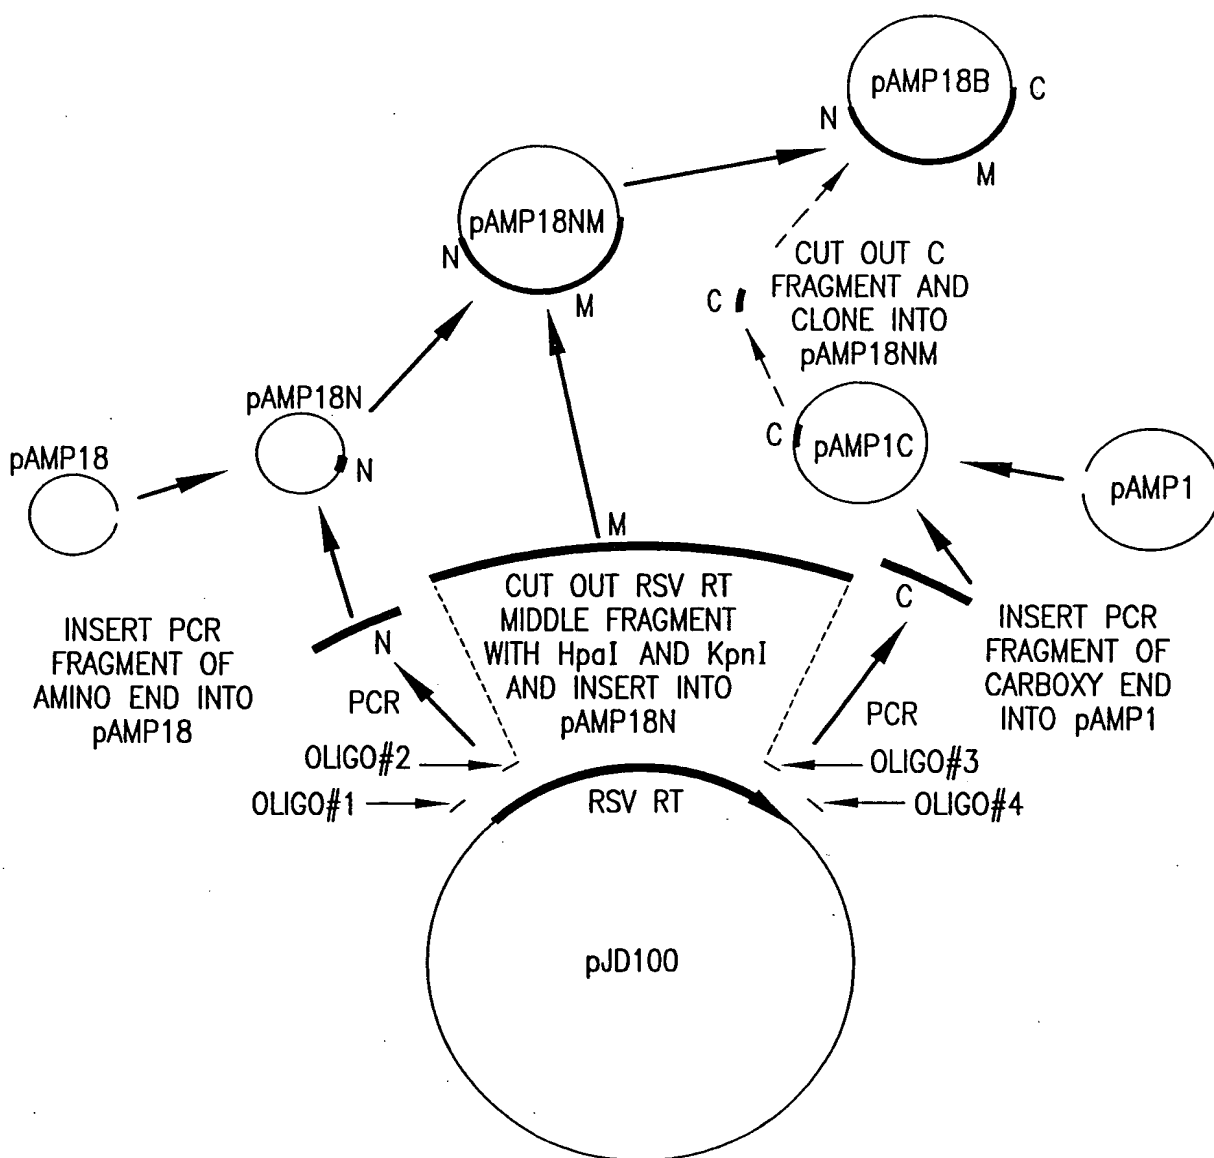 pAMP18B
C
N
M
pAMP18NM
N
M
CUT OUT C
FRAGMENT AND
CLONE INTO
pAMP18NM
C
pAMP18N
N
pAMP18
C
pAMP1C
pAMP1
M
CUT OUT RSV RT
MIDDLE FRAGMENT
WITH HpaI AND KpnI
AND INSERT INTO
pAMP18N
INSERT PCR
FRAGMENT OF
AMINO END INTO
pAMP18
N
PCR
C
PCR
INSERT PCR
FRAGMENT OF
CARBOXY END
INTO pAMP1
OLIGO#2
OLIGO#1
OLIGO#3
OLIGO#4
RSV RT
pJD100